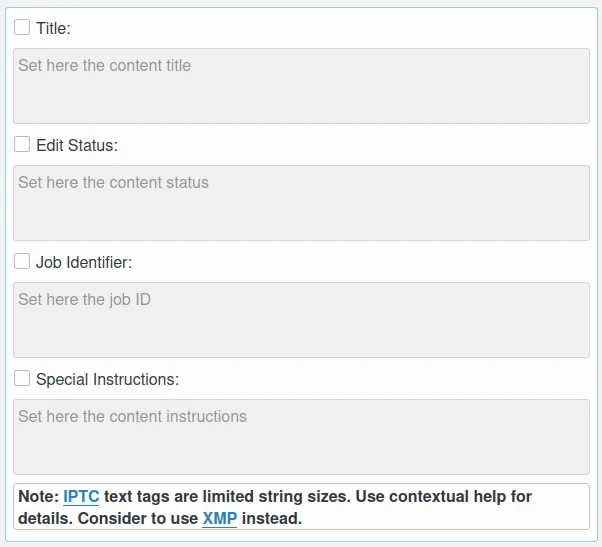 Title:
Set here the content title
Edit Status:
Set here the content status
Job Identifier:
Set here the job ID
Special Instructions:
Set here the content instructions
Note: IPTC text tags are limited string sizes. Use contextual help for
details. Consider to use XMP instead.